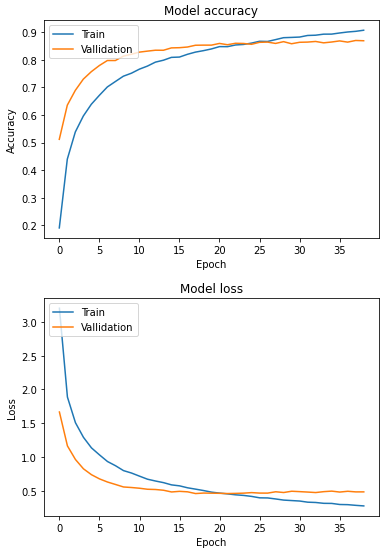 Model accuracy
Train
Vallidation
0.9
0.8
0.7
0.6
0.5
0.4
0.3
0.2
Accuracy
0 5 10 15 20 25 30 35
Epoch
Model loss
Train
Vallidation
3.0
2.5
2.0
1.5
1.0
0.5
Loss
0 5 10 15 20 25 30 35
Epoch